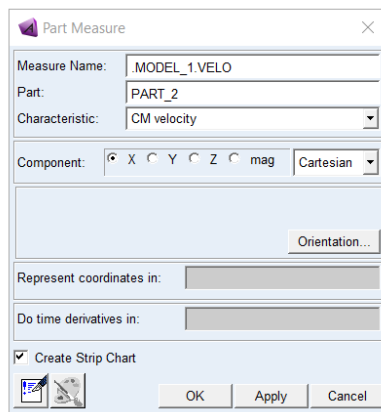 Part Measure
Measure Name: .MODEL_1.VELO
Part: PART_2
Characteristic: CM velocity
Component: X Y Z mag Cartesian
Orientation...
Represent coordinates in:
Do time derivatives in:
Create Strip Chart
OK Apply Cancel